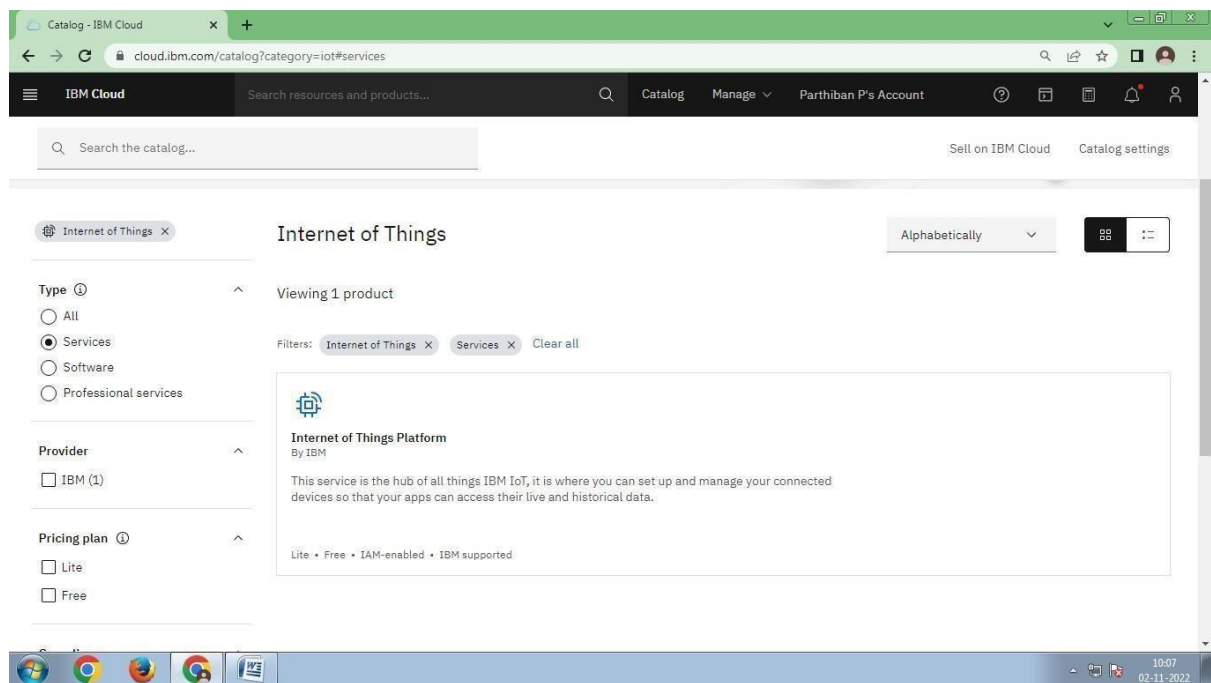 Catalog - IBM Cloud
cloud.ibm.com/catalog?category=iot#services
IBM Cloud
Search resources and products...
Catalog
Manage
Parthiban P's Account
Search the catalog...
Sell on IBM Cloud
Catalog settings
Internet of Things
Internet of Things
Alphabetically
Type
All
Services
Software
Professional services
Viewing 1 product
Filters: Internet of Things Services Clear all
Internet of Things Platform
By IBM
This service is the hub of all things IBM IoT, it is where you can set up and manage your connected
devices so that your apps can access their live and historical data.
Lite • Free • IAM-enabled • IBM supported
Provider
IBM (1)
Pricing plan
Lite
Free
10:07
02-11-2022